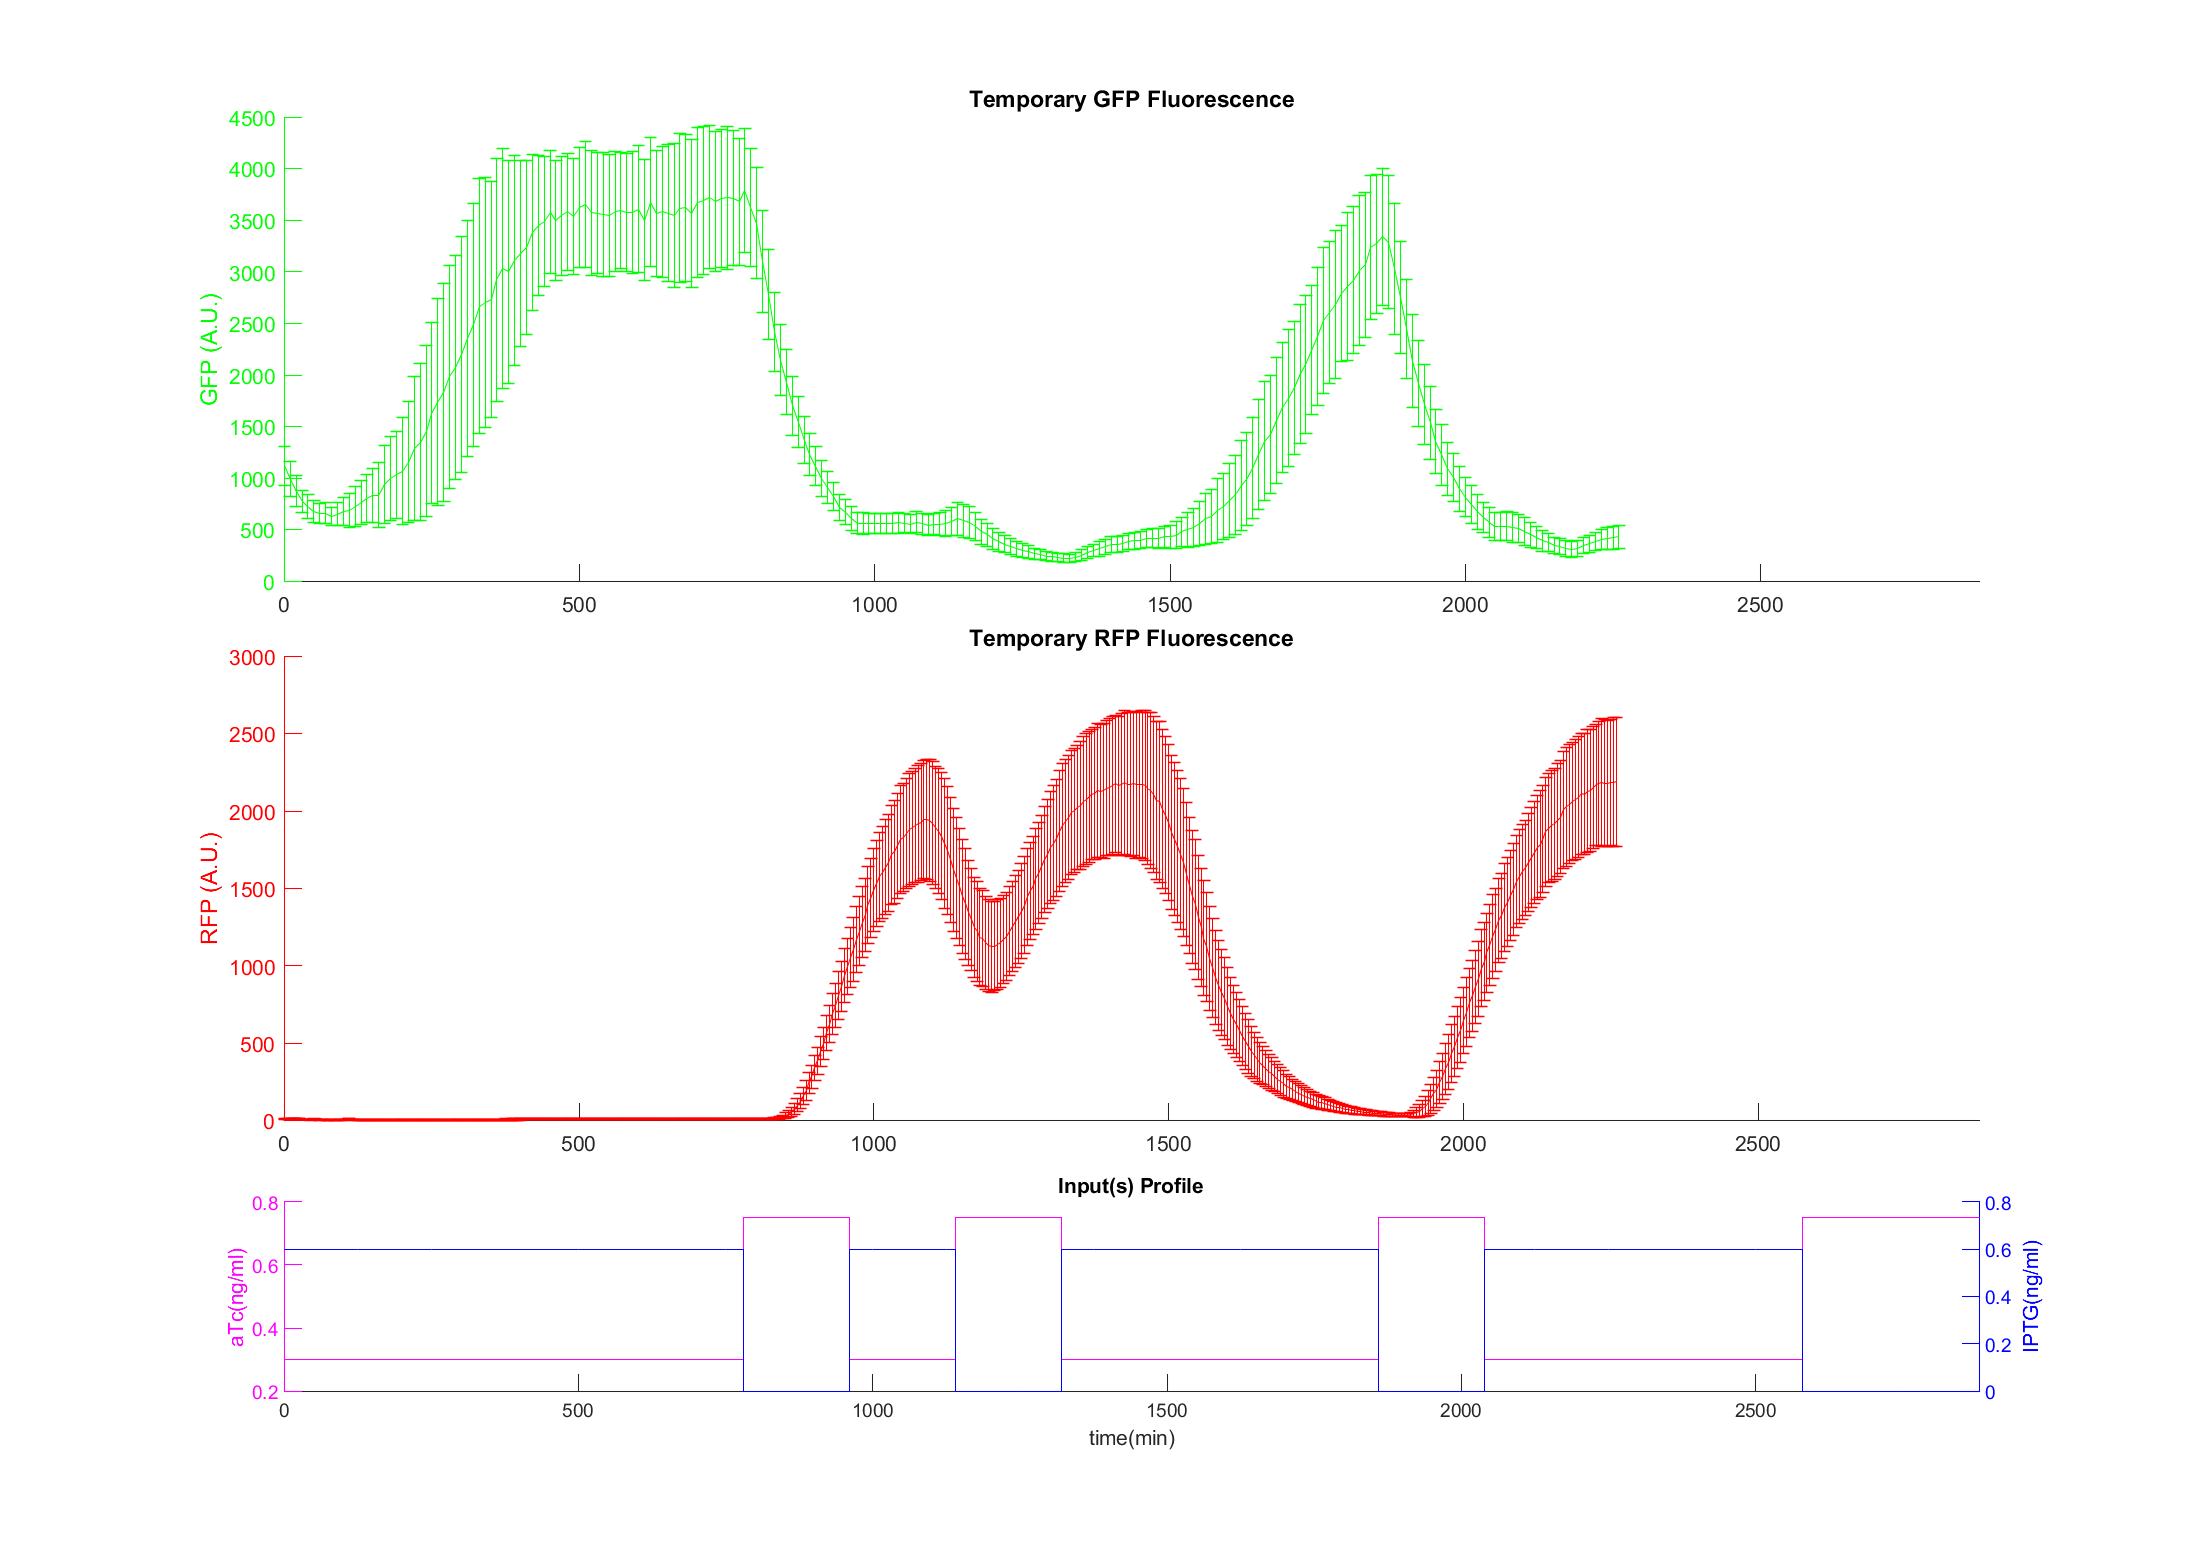 Temporary GFP Fluorescence
4500
4000
3500
3000
2500
2000
1500
1000
500
0
GFP (A.U.)
0 500 1000 1500 2000 2500
Temporary RFP Fluorescence
3000
2500
2000
1500
1000
500
0
RFP (A.U.)
0 500 1000 1500 2000 2500
Input(s) Profile
0.8
0.6
0.4
0.2
aTc(ng/ml)
0.8
0.6
0.4
0.2
0
IPTG(ng/ml)
0 500 1000 1500 2000 2500
time(min)